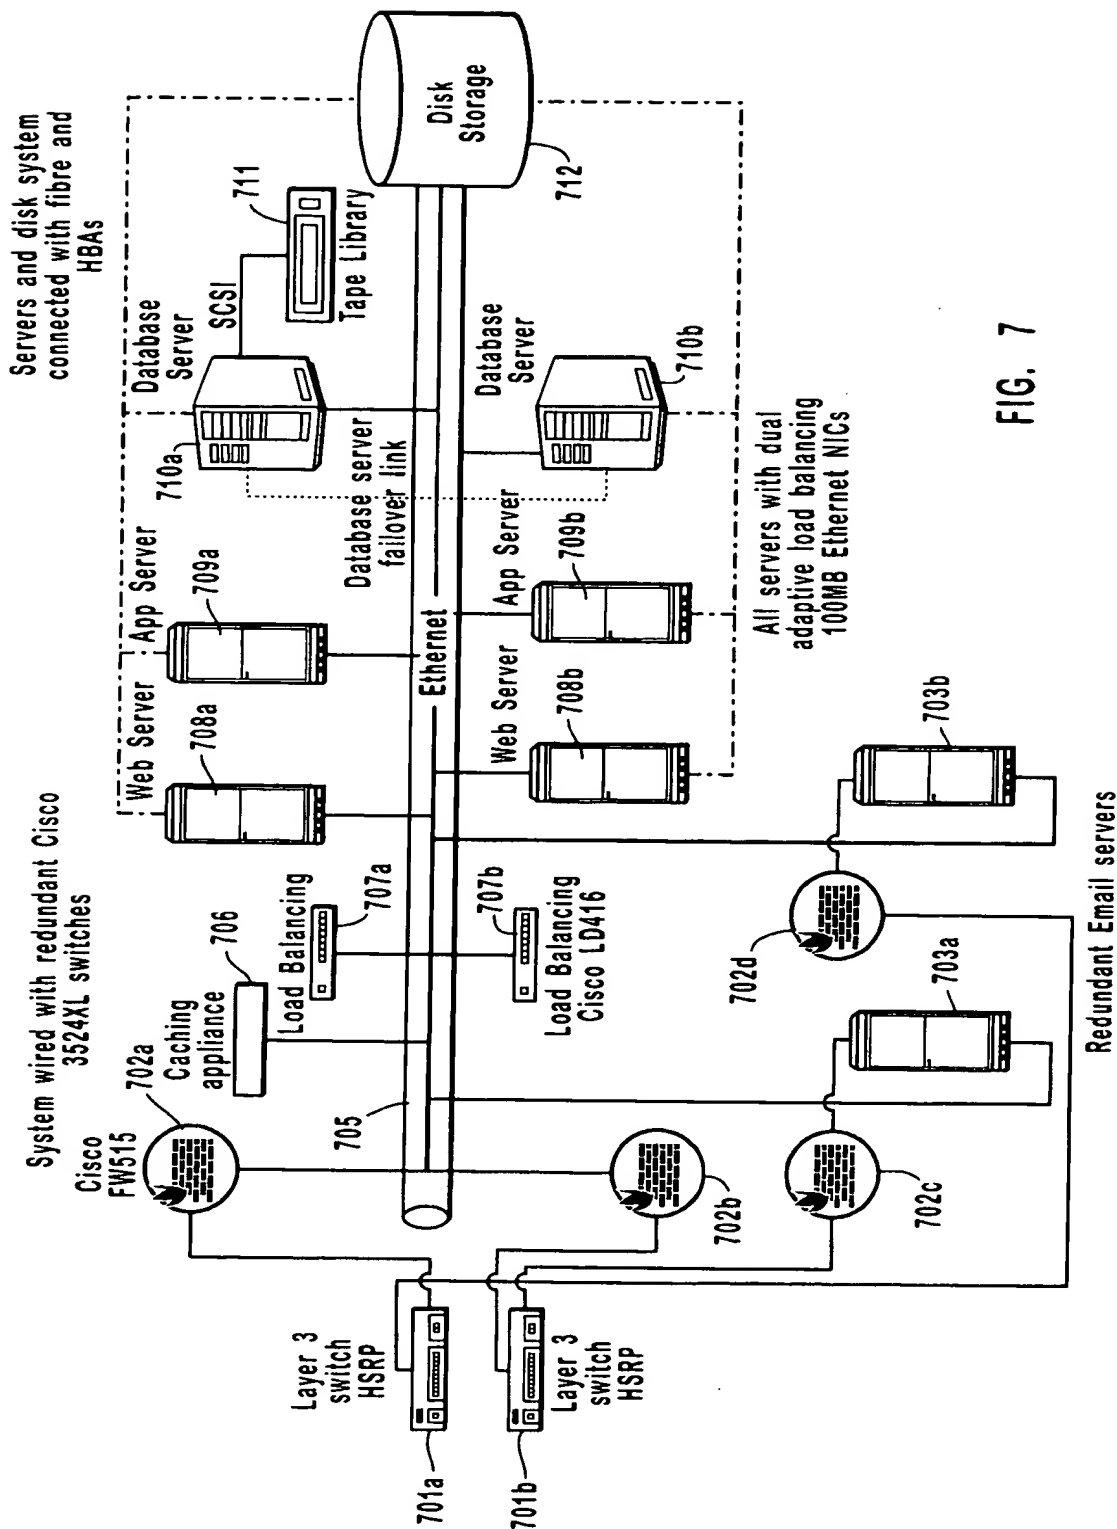 Servers and disk system
connected with fibre and
HBAs
System wired with redundant Cisco
3524XL switches
Cisco
FW515
702a
Caching
appliance
706
Load Balancing
707a
Web Server
708a
App Server
709a
Database
Server
710a
SCSI
711
Tape Library
Database server
failover link
Disk
Storage
712
705
Ethernet
Layer 3
switch
HSRP
701a
Layer 3
switch
HSRP
701b
702b
702c
707b
Load Balancing
Cisco LD416
Web Server
708b
App Server
709b
Database
Server
710b
All servers with dual
adaptive load balancing
100MB Ethernet NICs
702d
703a
703b
Redundant Email servers
FIG. 7